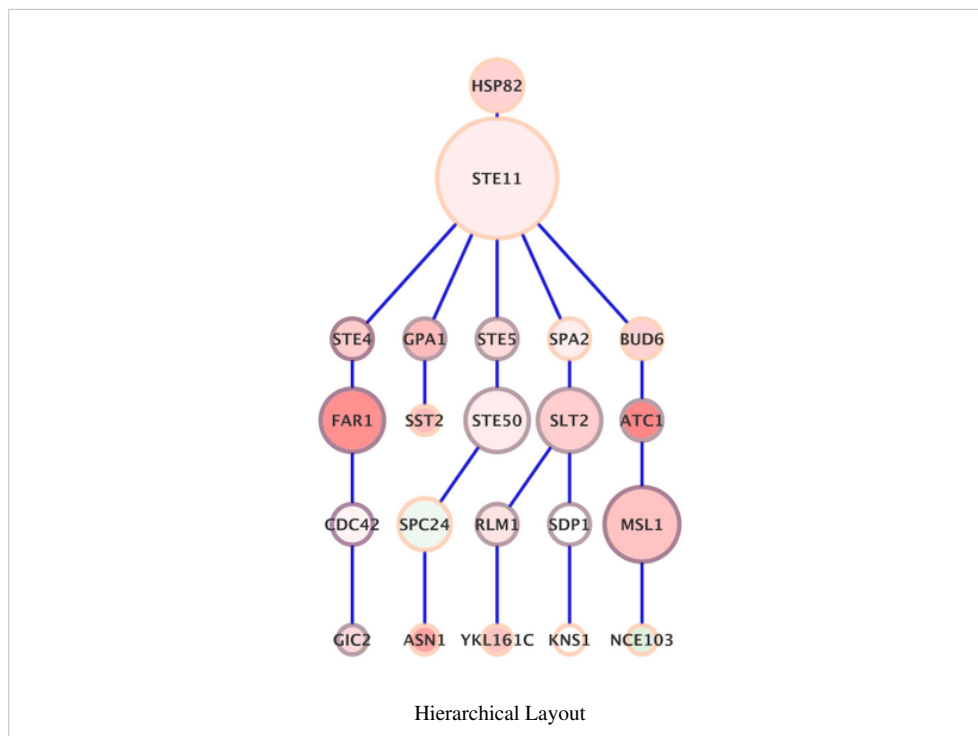 HSP82
STE11
STE4 GPA1 STE5 SPA2 BUD6
FAR1 SST2 STE50 SLT2 ATC1
CDC42 SPC24 RLM1 SDP1 MSL1
GIC2 ASN1 YKL161C KNS1 NCE103
Hierarchical Layout